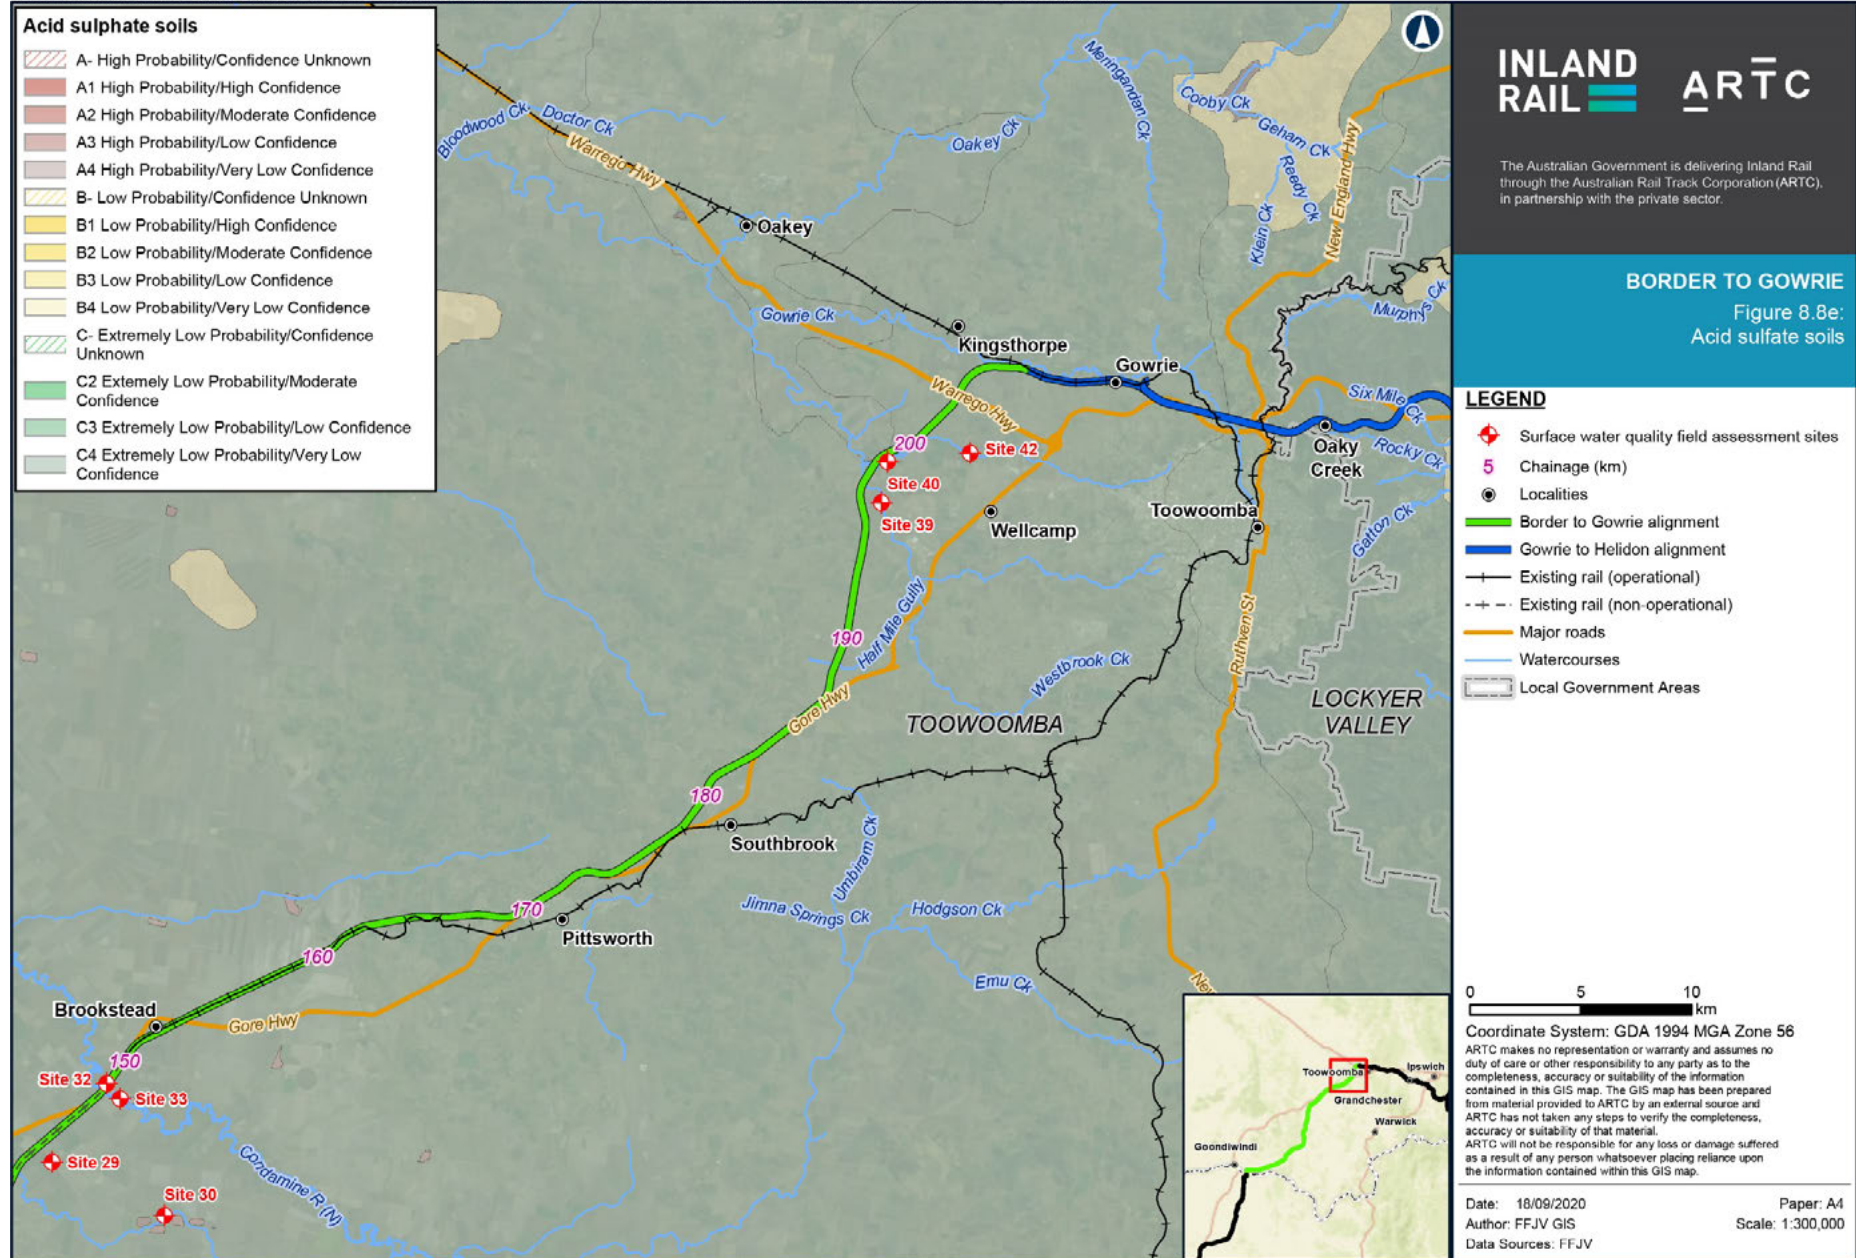 Acid sulphate soils
A- High Probability/Confidence Unknown
A1 High Probability/High Confidence
A2 High Probability/Moderate Confidence
A3 High Probability/Low Confidence
A4 High Probability/Very Low Confidence
B- Low Probability/Confidence Unknown
B1 Low Probability/High Confidence
B2 Low Probability/Moderate Confidence
B3 Low Probability/Low Confidence
B4 Low Probability/Very Low Confidence
C- Extremely Low Probability/Confidence
Unknown
C2 Extemely Low Probability/Moderate
Confidence
C3 Extremely Low Probability/Low Confidence
C4 Extremely Low Probability/Very Low
Confidence
Bloodwood Ck
Doctor Ck
Warrego Hwy
Oakey Ck
Meringandan Ck
Cooby Ck
Geham Ck
Reedy Ck
Klein Ck
New England Hwy
Murphys Ck
Oakey
Gowrie Ck
Kingsthorpe
Gowrie
Warrego Hwy
Six Mile Ck
Oaky
Creek
Rocky Ck
200
Site 42
Site 40
Site 39
Wellcamp
Toowoomba
Gatton Ck
Half Mile Gully
190
Ruthven St
Westbrook Ck
Gore Hwy
TOOWOOMBA
LOCKYER
VALLEY
180
Southbrook
Umbiram Ck
Jimna Springs Ck
Hodgson Ck
170
Pittsworth
160
Emu Ck
Brookstead
Gore Hwy
150
Site 32
Site 33
Site 29
Site 30
Condamine R (N)
Toowoomba
Ipswich
Grandchester
Warwick
Goondiwindi
INLAND
RAIL
ARTC
The Australian Government is delivering Inland Rail
through the Australian Rail Track Corporation (ARTC),
in partnership with the private sector.
BORDER TO GOWRIE
Figure 8.8e:
Acid sulfate soils
LEGEND
Surface water quality field assessment sites
5 Chainage (km)
Localities
Border to Gowrie alignment
Gowrie to Helidon alignment
Existing rail (operational)
Existing rail (non-operational)
Major roads
Watercourses
Local Government Areas
0 5 10
km
Coordinate System: GDA 1994 MGA Zone 56
ARTC makes no representation or warranty and assumes no
duty of care or other responsibility to any party as to the
completeness, accuracy or suitability of the information
contained in this GIS map. The GIS map has been prepared
from material provided to ARTC by an external source and
ARTC has not taken any steps to verify the completeness,
accuracy or suitability of that material.
ARTC will not be responsible for any loss or damage suffered
as a result of any person whatsoever placing reliance upon
the information contained within this GIS map.
Date: 18/09/2020 Paper: A4
Author: FFJV GIS Scale: 1:300,000
Data Sources: FFJV